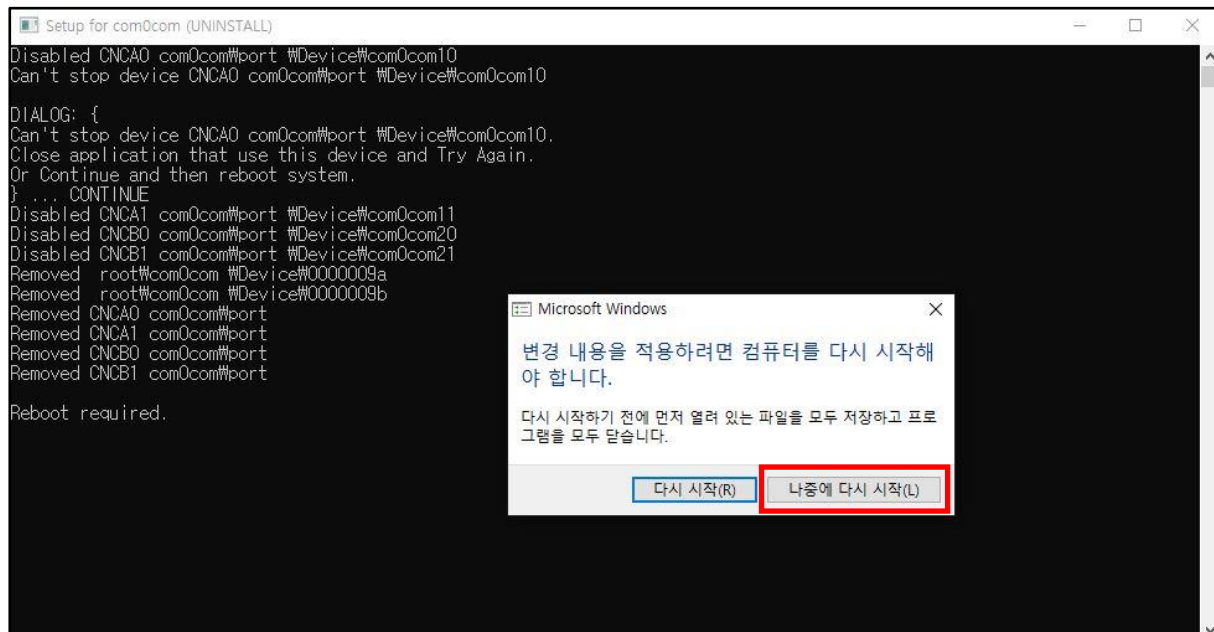 Setup for com0com (UNINSTALL)
Disabled CNCA0 com0com₩port ₩Device₩com0com10
Can't stop device CNCA0 com0com₩port ₩Device₩com0com10
DIALOG: {
Can't stop device CNCA0 com0com₩port ₩Device₩com0com10.
Close application that use this device and Try Again.
Or Continue and then reboot system.
} ... CONTINUE
Disabled CNCA1 com0com₩port ₩Device₩com0com11
Disabled CNCB0 com0com₩port ₩Device₩com0com20
Disabled CNCB1 com0com₩port ₩Device₩com0com21
Removed  root₩com0com ₩Device₩0000009a
Removed  root₩com0com ₩Device₩0000009b
Removed CNCA0 com0com₩port
Removed CNCA1 com0com₩port
Removed CNCB0 com0com₩port
Removed CNCB1 com0com₩port
Reboot required.
Microsoft Windows
변경 내용을 적용하려면 컴퓨터를 다시 시작해
야 합니다.
다시 시작하기 전에 먼저 열려 있는 파일을 모두 저장하고 프로
그램을 모두 닫습니다.
다시 시작(R)
나중에 다시 시작(L)